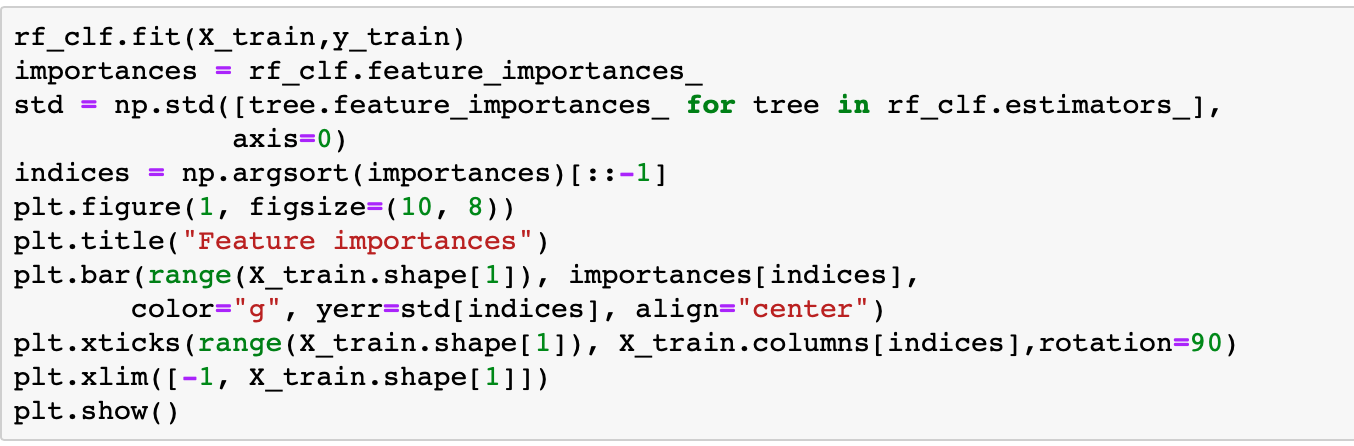 rf_clf.fit(X_train,y_train)
importances = rf_clf.feature_importances_
std = np.std([tree.feature_importances_ for tree in rf_clf.estimators_],
             axis=0)
indices = np.argsort(importances)[::-1]
plt.figure(1, figsize=(10, 8))
plt.title("Feature importances")
plt.bar(range(X_train.shape[1]), importances[indices],
       color="g", yerr=std[indices], align="center")
plt.xticks(range(X_train.shape[1]), X_train.columns[indices],rotation=90)
plt.xlim([-1, X_train.shape[1]])
plt.show()